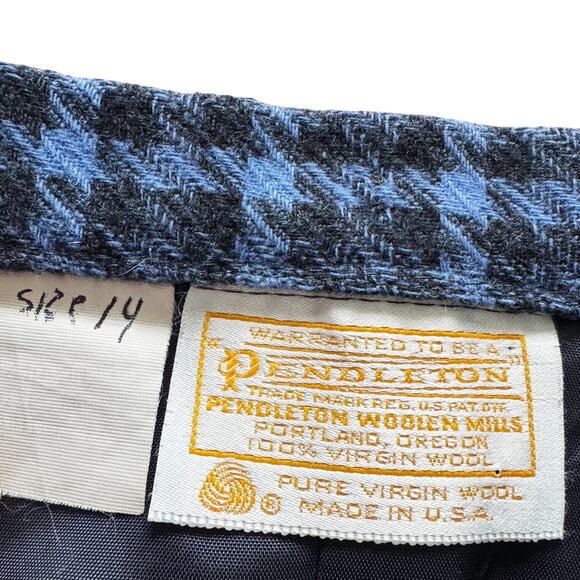 SIZE 14
WARRANTED TO BE A
"PENDLETON"
TRADE MARK REG. U.S. PAT. OFF.
PENDLETON WOOLEN MILLS
PORTLAND, OREGON
100% VIRGIN WOOL
® PURE VIRGIN WOOL
MADE IN U.S.A.